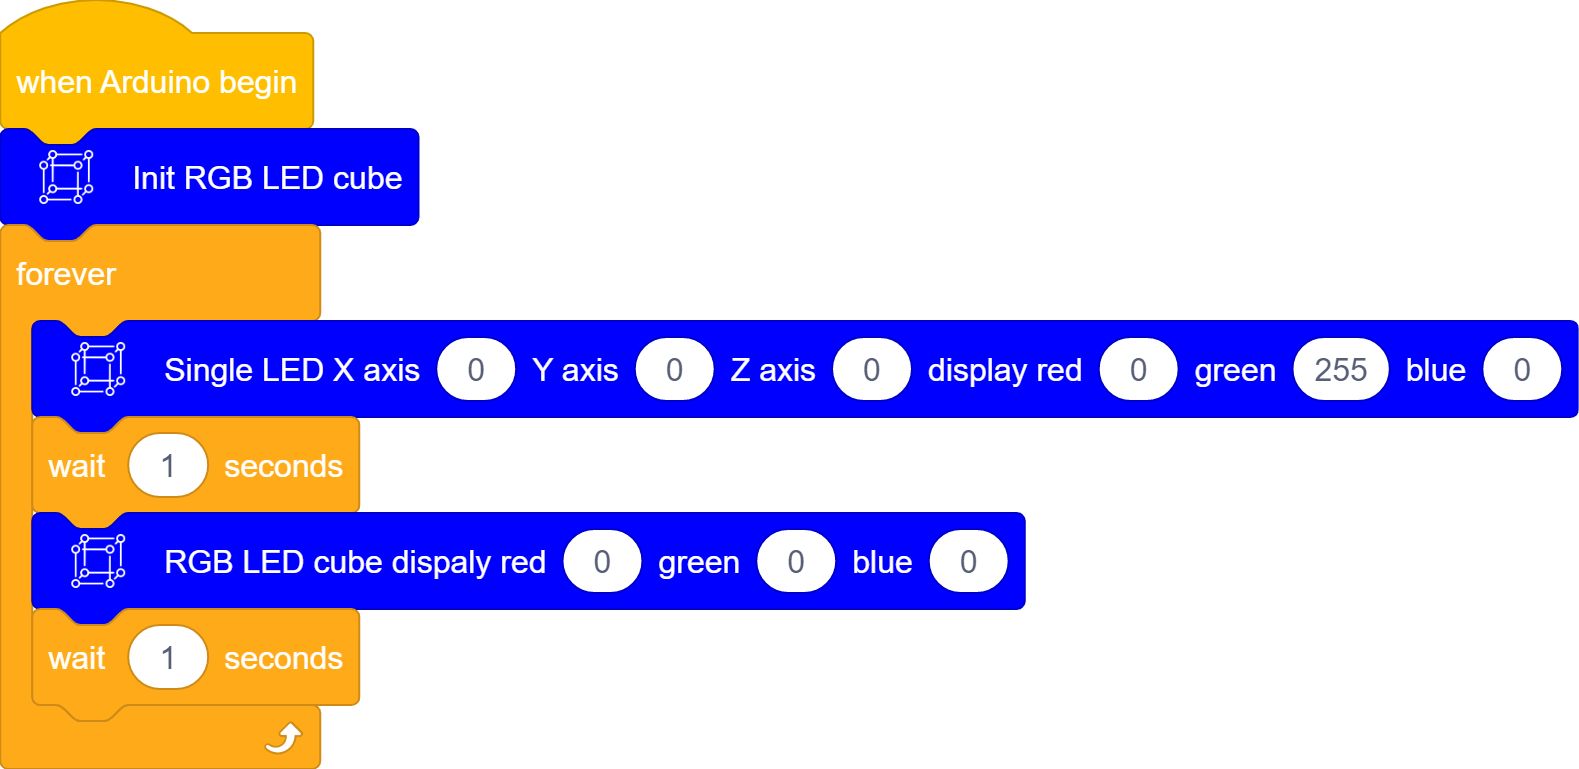 when Arduino begin
Init RGB LED cube
forever
Single LED X axis 0 Y axis 0 Z axis 0 display red 0 green 255 blue 0
wait 1 seconds
RGB LED cube dispaly red 0 green 0 blue 0
wait 1 seconds